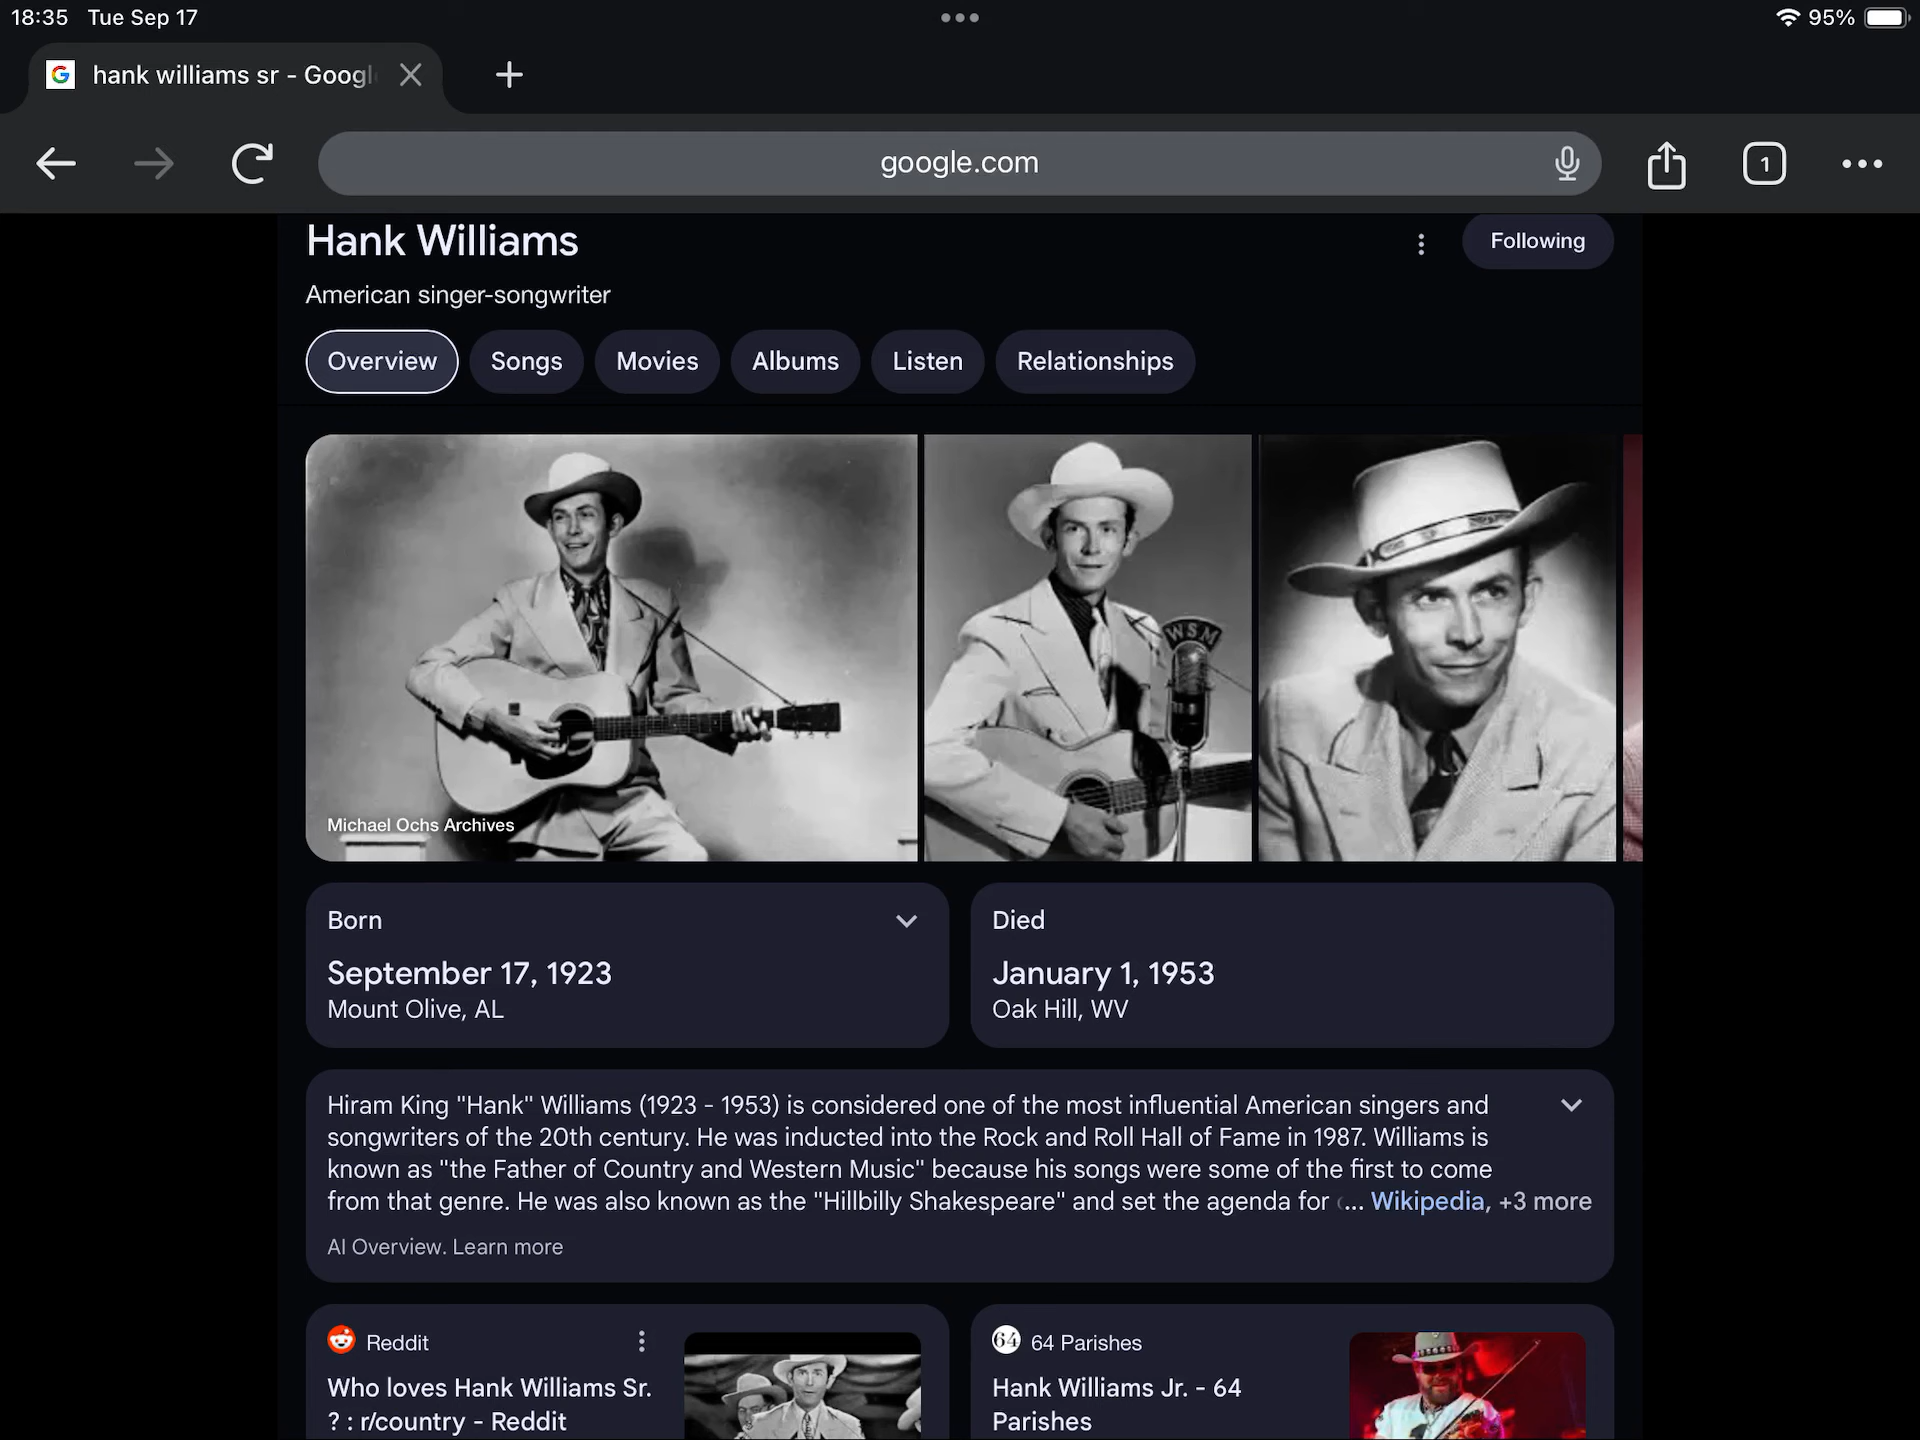 18:35 Tue Sep 17
95%
hank williams sr - Googl
google.com
1
Hank Williams
Following
American singer-songwriter
Overview Songs Movies Albums Listen Relationships
WSM
Michael Ochs Archives
Born
September 17, 1923
Mount Olive, AL
Died
January 1, 1953
Oak Hill, WV
Hiram King "Hank" Williams (1923 - 1953) is considered one of the most influential American singers and
songwriters of the 20th century. He was inducted into the Rock and Roll Hall of Fame in 1987. Williams is
known as "the Father of Country and Western Music" because his songs were some of the first to come
from that genre. He was also known as the "Hillbilly Shakespeare" and set the agenda for ... Wikipedia, +3 more
AI Overview. Learn more
Reddit
Who loves Hank Williams Sr.
? : r/country - Reddit
64 64 Parishes
Hank Williams Jr. - 64
Parishes